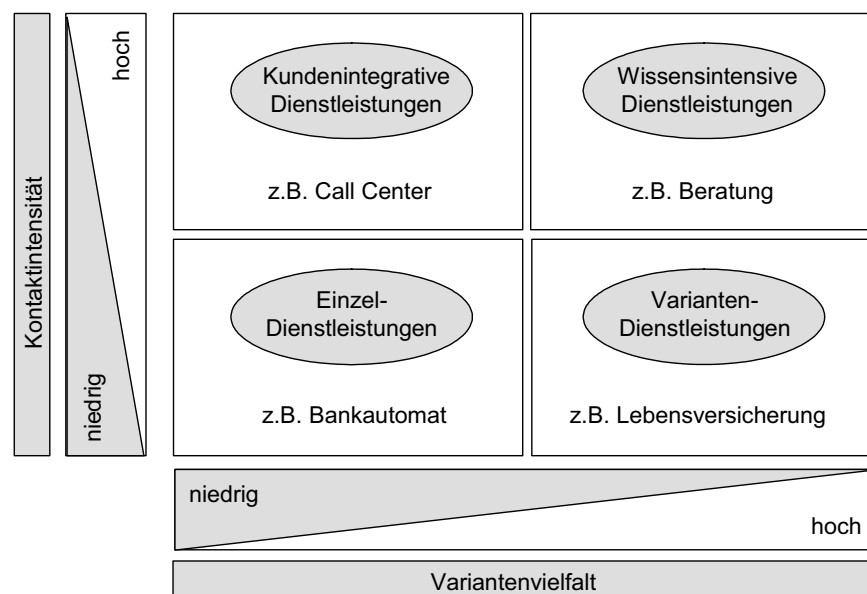 Kontaktintensität
hoch
niedrig
Kundenintegrative
Dienstleistungen
z.B. Call Center
Wissensintensive
Dienstleistungen
z.B. Beratung
Einzel-
Dienstleistungen
z.B. Bankautomat
Varianten-
Dienstleistungen
z.B. Lebensversicherung
niedrig
hoch
Variantenvielfalt